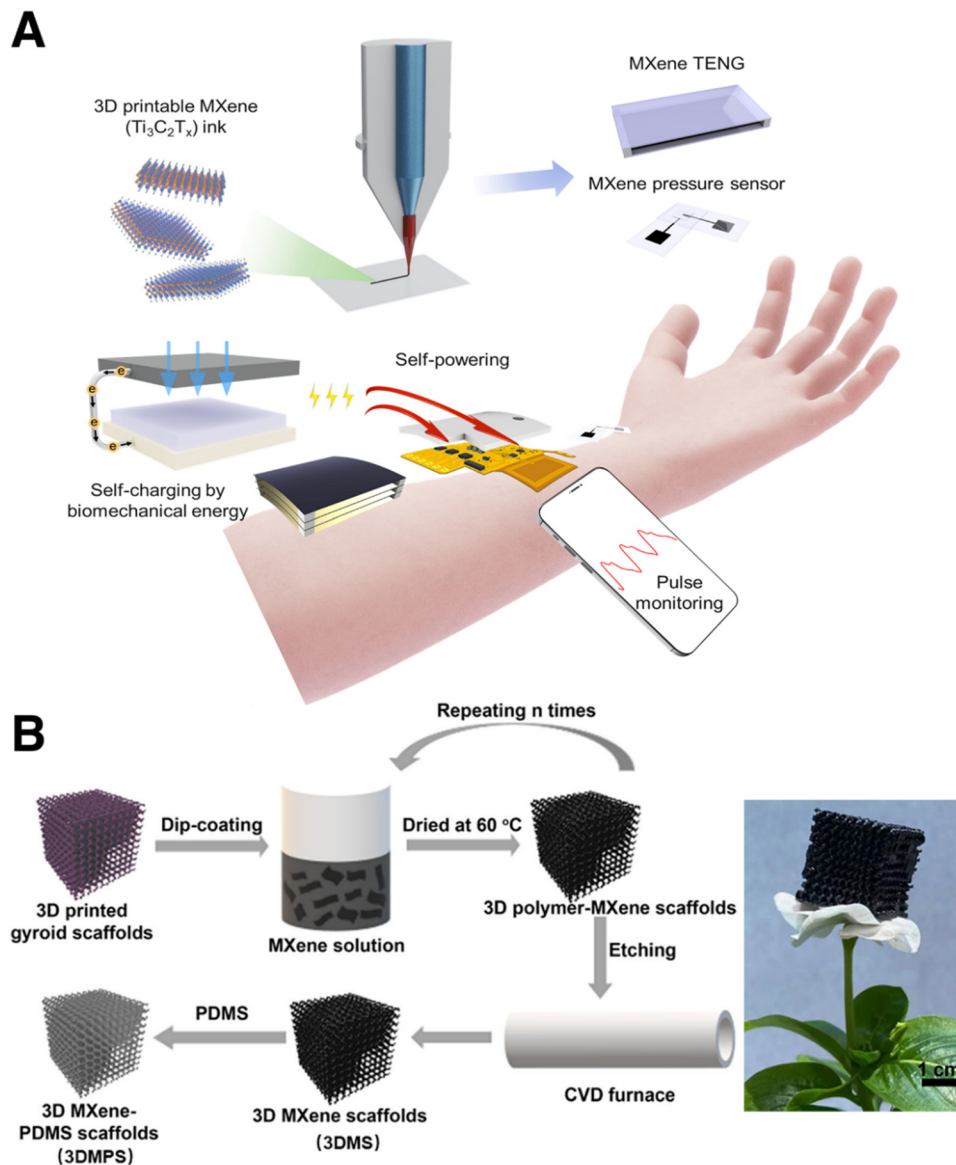 A
3D printable MXene
(Ti₃C₂Tₓ) ink
MXene TENG
MXene pressure sensor
Self-powering
e
e
e
e
Self-charging by
biomechanical energy
Pulse
monitoring
B
Repeating n times
Dip-coating
Dried at 60 °C
3D printed
gyroid scaffolds
MXene solution
3D polymer-MXene scaffolds
Etching
PDMS
3D MXene-
PDMS scaffolds
(3DMPS)
3D MXene scaffolds
(3DMS)
CVD furnace
1 cm